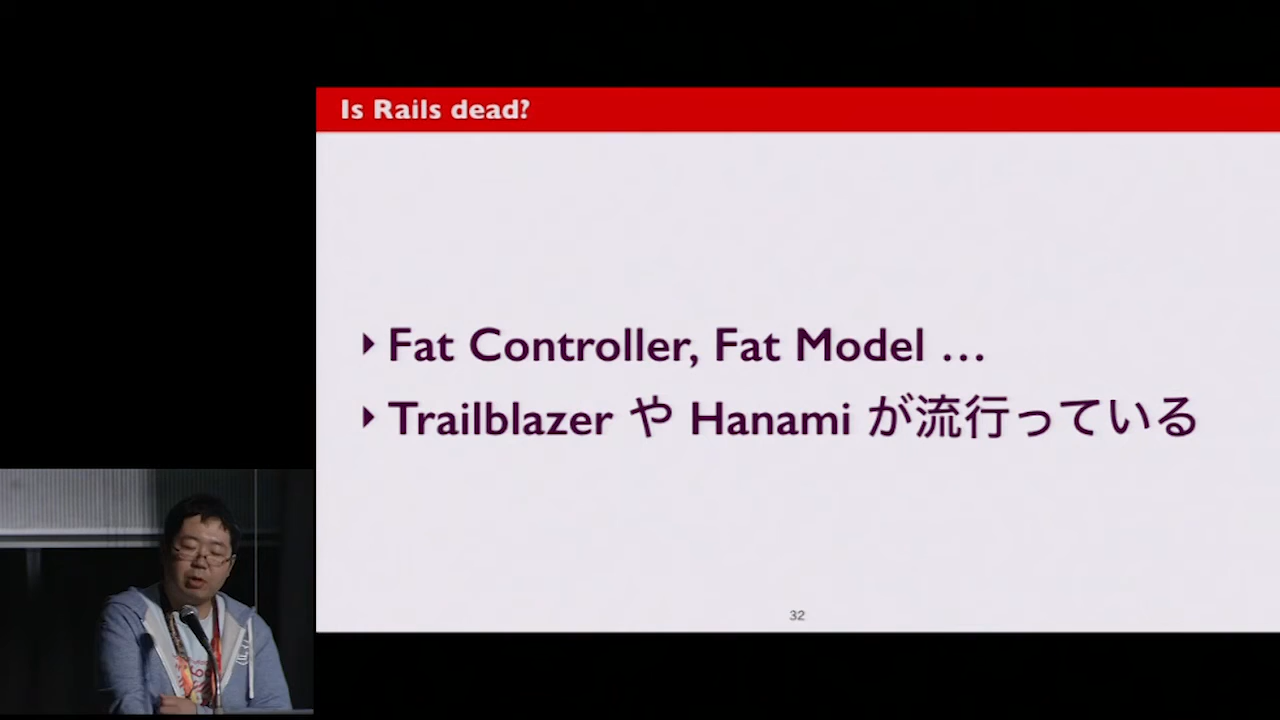 Is Rails dead?
Fat Controller, Fat Model …
Trailblazer や Hanami が流行っている
32